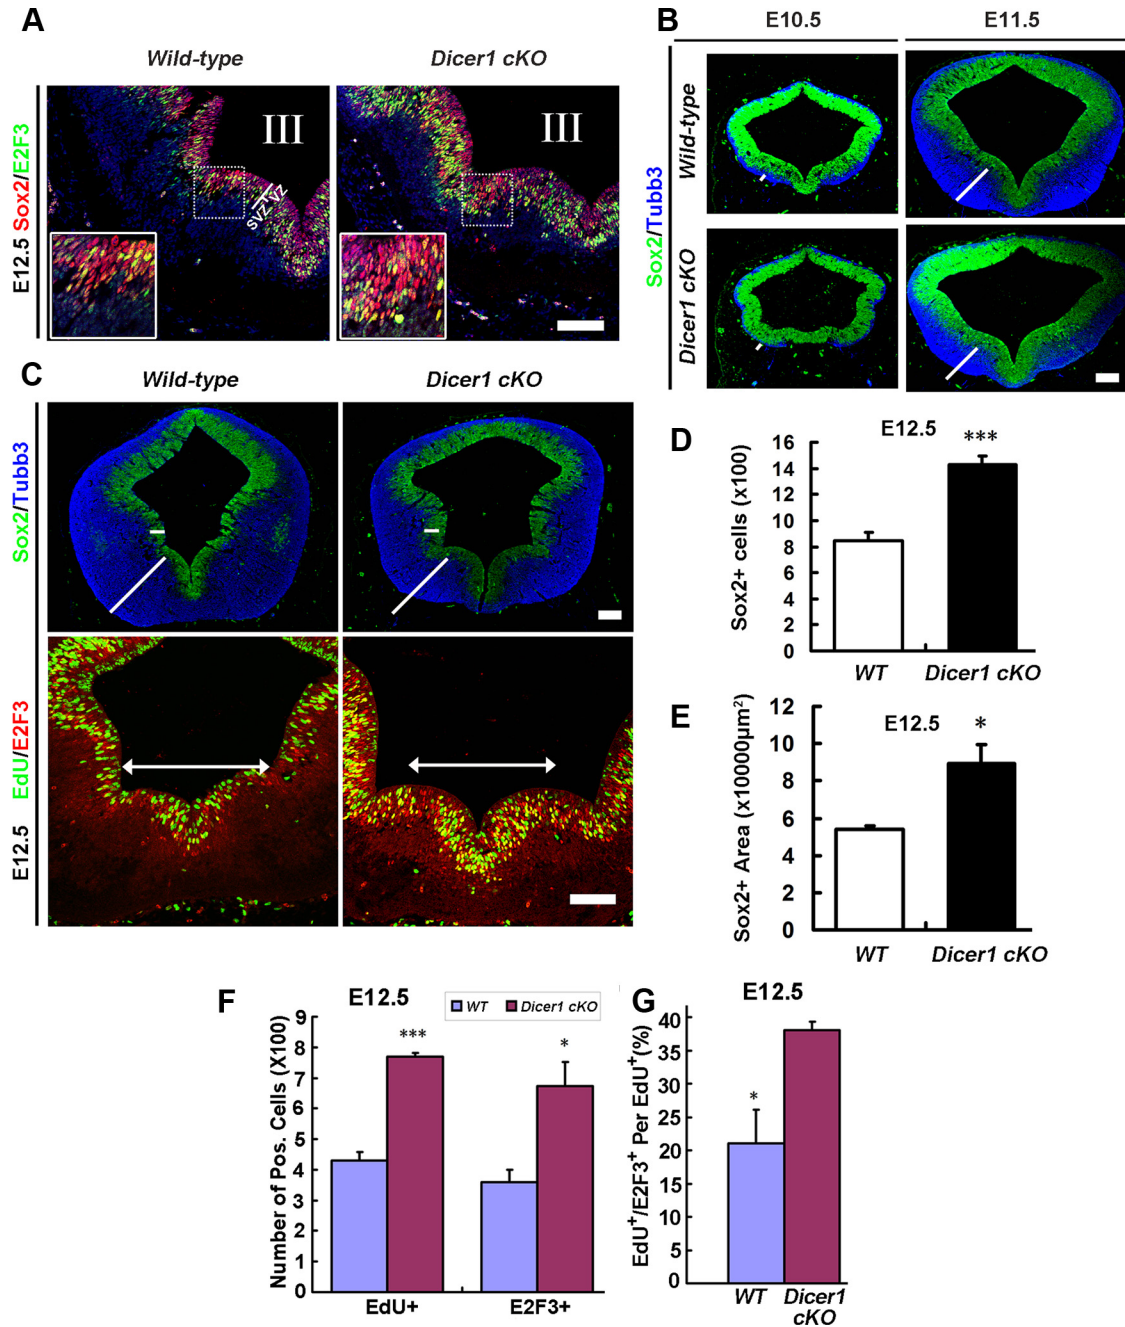 A
Wild-type
Dicer1 cKO
E12.5 Sox2/E2F3
III
III
SVZ VZ
B
E10.5
E11.5
Sox2/Tubb3
Wild-type
Dicer1 cKO
C
Wild-type
Dicer1 cKO
Sox2/Tubb3
E12.5 EdU/E2F3
D
E12.5
***
Sox2+ cells (x100)
16
14
12
10
8
6
4
2
0
WT
Dicer1 cKO
E
E12.5
*
Sox2+ Area (x10000µm²)
12
10
8
6
4
2
0
WT
Dicer1 cKO
F
E12.5
WT
Dicer1 cKO
***
*
Number of Pos. Cells (X100)
9
8
7
6
5
4
3
2
1
0
EdU+
E2F3+
G
E12.5
*
EdU⁺/E2F3⁺ Per EdU⁺(%)
40
35
30
25
20
15
10
5
0
WT
Dicer1
cKO